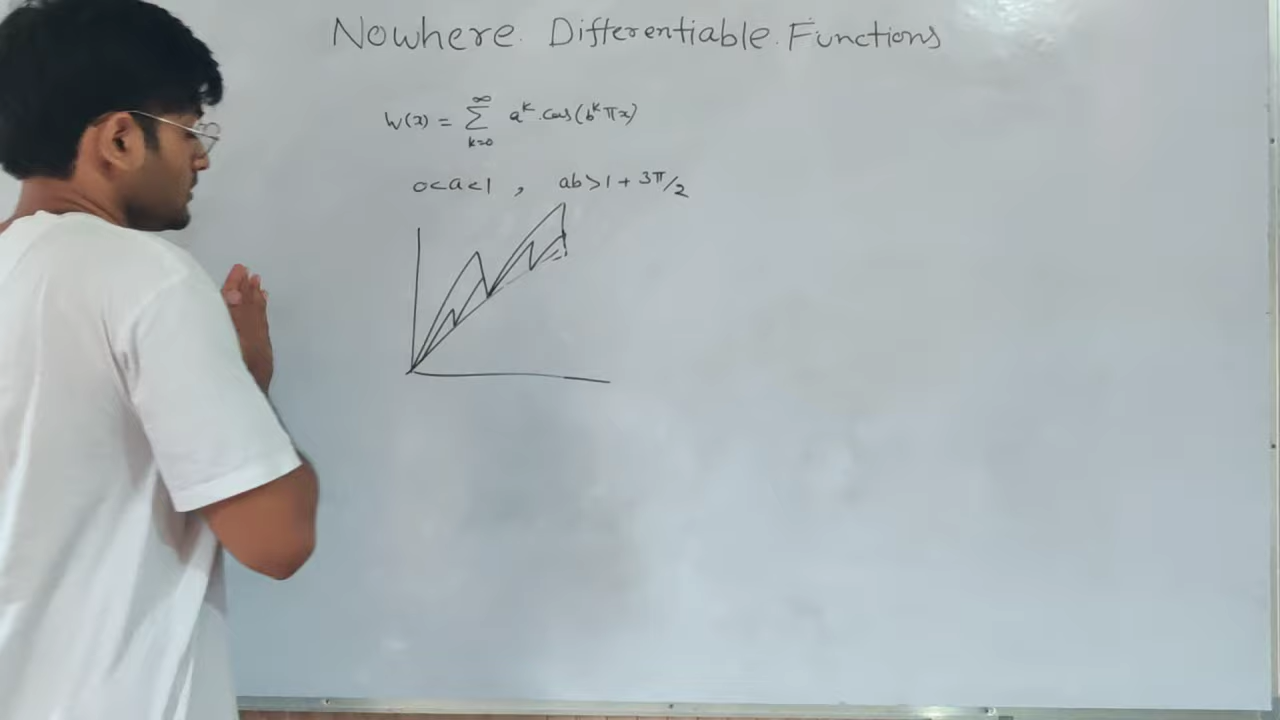 Nowhere Differentiable Functions
W(x) = ∑_{k=0}^{∞} a^k cos(b^k πx)
0<a<1 , ab>1+3π/2